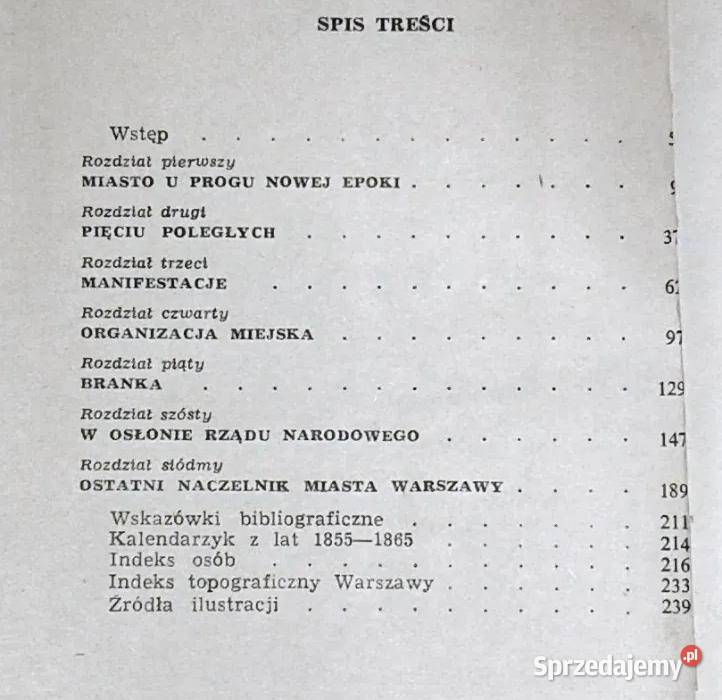 SPIS TREŚCI
Wstęp . . . . . . . . . . . . .
Rozdział pierwszy
MIASTO U PROGU NOWEJ EPOKI . . . . . . .
Rozdział drugi
PIĘCIU POLEGŁYCH . . . . . . . . . . 37
Rozdział trzeci
MANIFESTACJE . . . . . . . . . . .
Rozdział czwarty
ORGANIZACJA MIEJSKA . . . . . . . . . 97
Rozdział piąty
BRANKA . . . . . . . . . . . . . 129
Rozdział szósty
W OSŁONIE RZĄDU NARODOWEGO . . . . . . 147
Rozdział siódmy
OSTATNI NACZELNIK MIASTA WARSZAWY . . . . 189
Wskazówki bibliograficzne . . . . . . . 211
Kalendarzyk z lat 1855—1865 . . . . . . . 214
Indeks osób . . . . . . . . . . . 216
Indeks topograficzny Warszawy . . . . . . 233
Źródła ilustracji . . . . . . . . . . 239
Sprzedajemy.pl